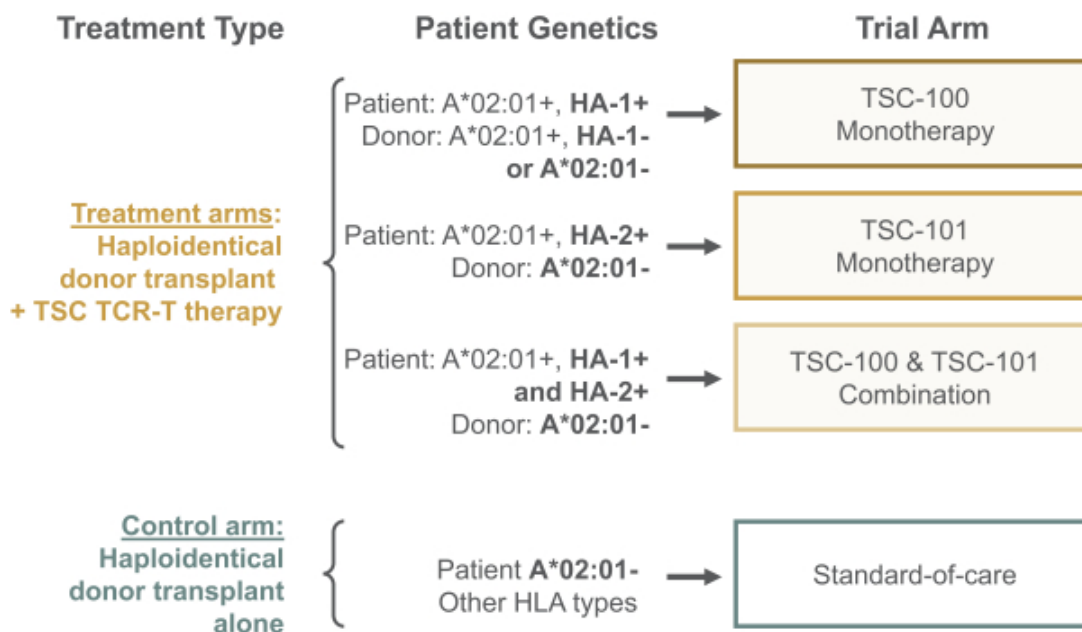 Treatment Type
Patient Genetics
Trial Arm
Treatment arms:
Haploidentical
donor transplant
+ TSC TCR-T therapy
Patient: A*02:01+, HA-1+
Donor: A*02:01+, HA-1-
or A*02:01-
TSC-100
Monotherapy
Patient: A*02:01+, HA-2+
Donor: A*02:01-
TSC-101
Monotherapy
Patient: A*02:01+, HA-1+
and HA-2+
Donor: A*02:01-
TSC-100 & TSC-101
Combination
Control arm:
Haploidentical
donor transplant
alone
Patient A*02:01-
Other HLA types
Standard-of-care